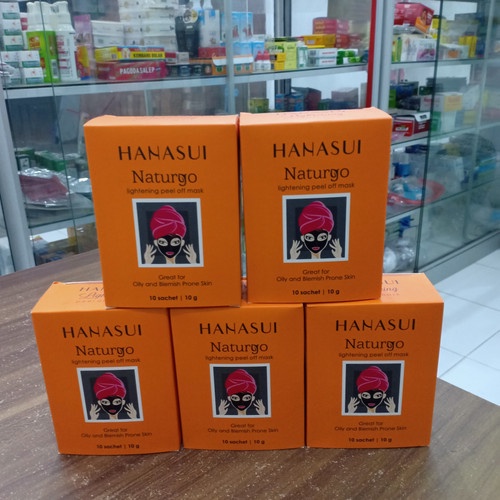 PAGODA SALEP
HANASUI
Naturgo
lightening peel off mask
Great for
Oily and Blemish Prone Skin
10 sachet | 10 g
HANASUI
Naturgo
lightening peel off mask
Great for
Oily and Blemish Prone Skin
10 sachet | 10 g
HANASUI
Naturgo
lightening peel off mask
Great for
Oily and Blemish Prone Skin
10 sachet | 10 g
HANASUI
Naturgo
lightening peel off mask
Great for
Oily and Blemish Prone Skin
10 sachet | 10 g
HANASUI
Naturgo
lightening peel off mask
Great for
Oily and Blemish Prone Skin
10 sachet | 10 g